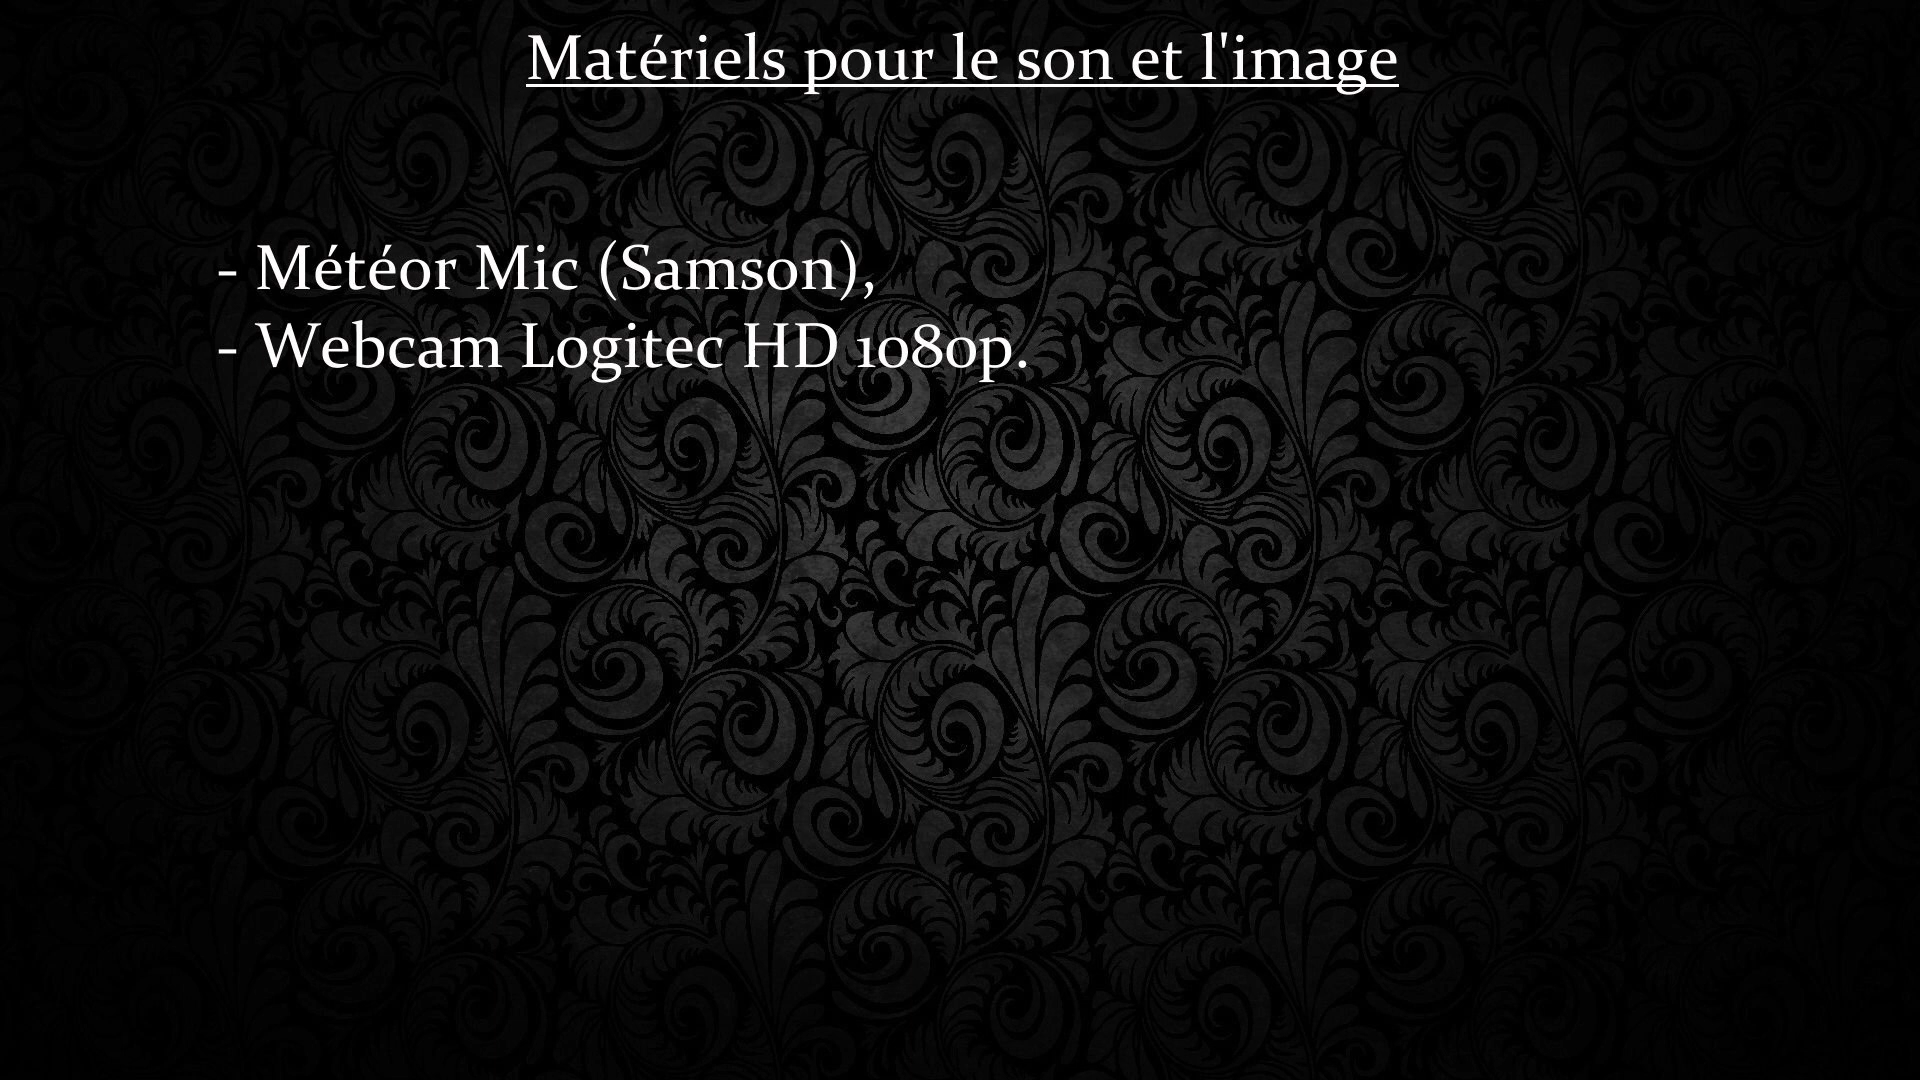 Matériels pour le son et l'image
- Météor Mic (Samson),
- Webcam Logitec HD 1080p.